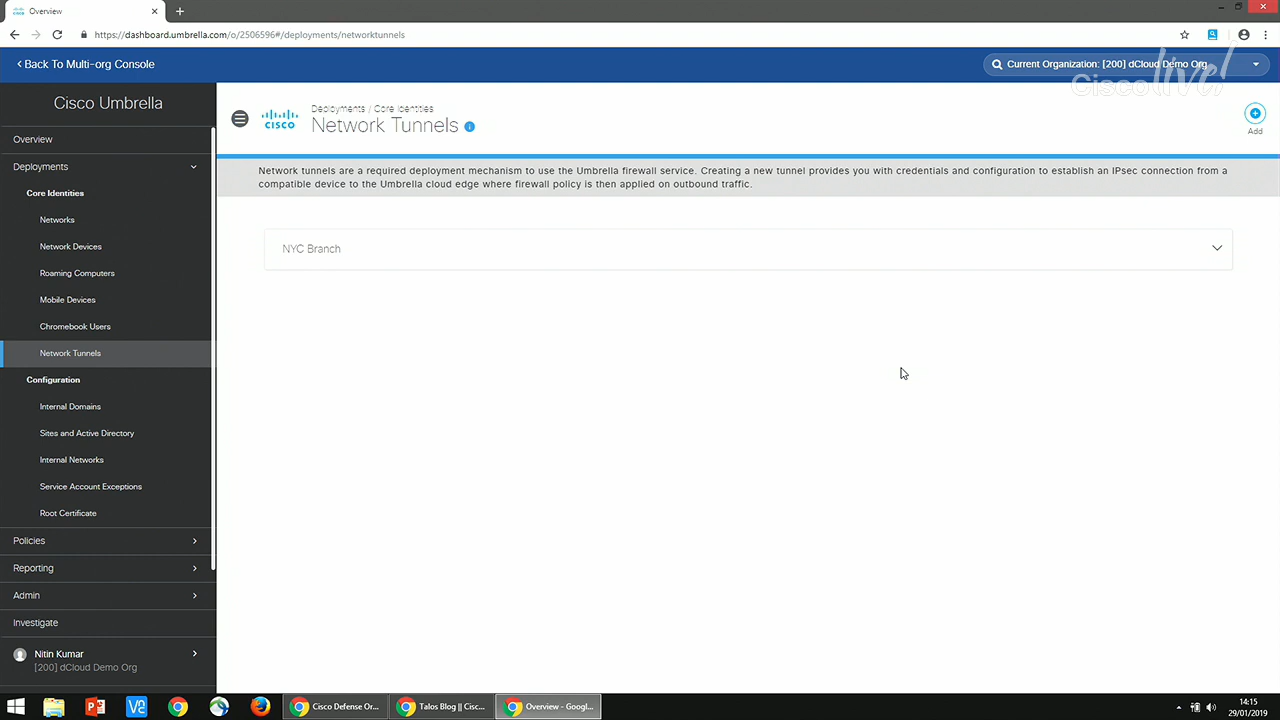 Overview
https://dashboard.umbrella.com/o/2506596#/deployments/networktunnels
Back To Multi-org Console
Current Organization: [200] dCloud Demo Org
Cisco live!
Cisco Umbrella
CISCO
Deployments / Core Identities
Network Tunnels
Add
Network tunnels are a required deployment mechanism to use the Umbrella firewall service. Creating a new tunnel provides you with credentials and configuration to establish an IPsec connection from a
compatible device to the Umbrella cloud edge where firewall policy is then applied on outbound traffic.
NYC Branch
Overview
Deployments
Core Identities
Networks
Network Devices
Roaming Computers
Mobile Devices
Chromebook Users
Network Tunnels
Configuration
Internal Domains
Sites and Active Directory
Internal Networks
Service Account Exceptions
Root Certificate
Policies
Reporting
Admin
Investigate
Nitin Kumar
[200] dCloud Demo Org
Cisco Defense Or...
Talos Blog || Cisc...
Overview - Googl...
14:15
29/01/2019